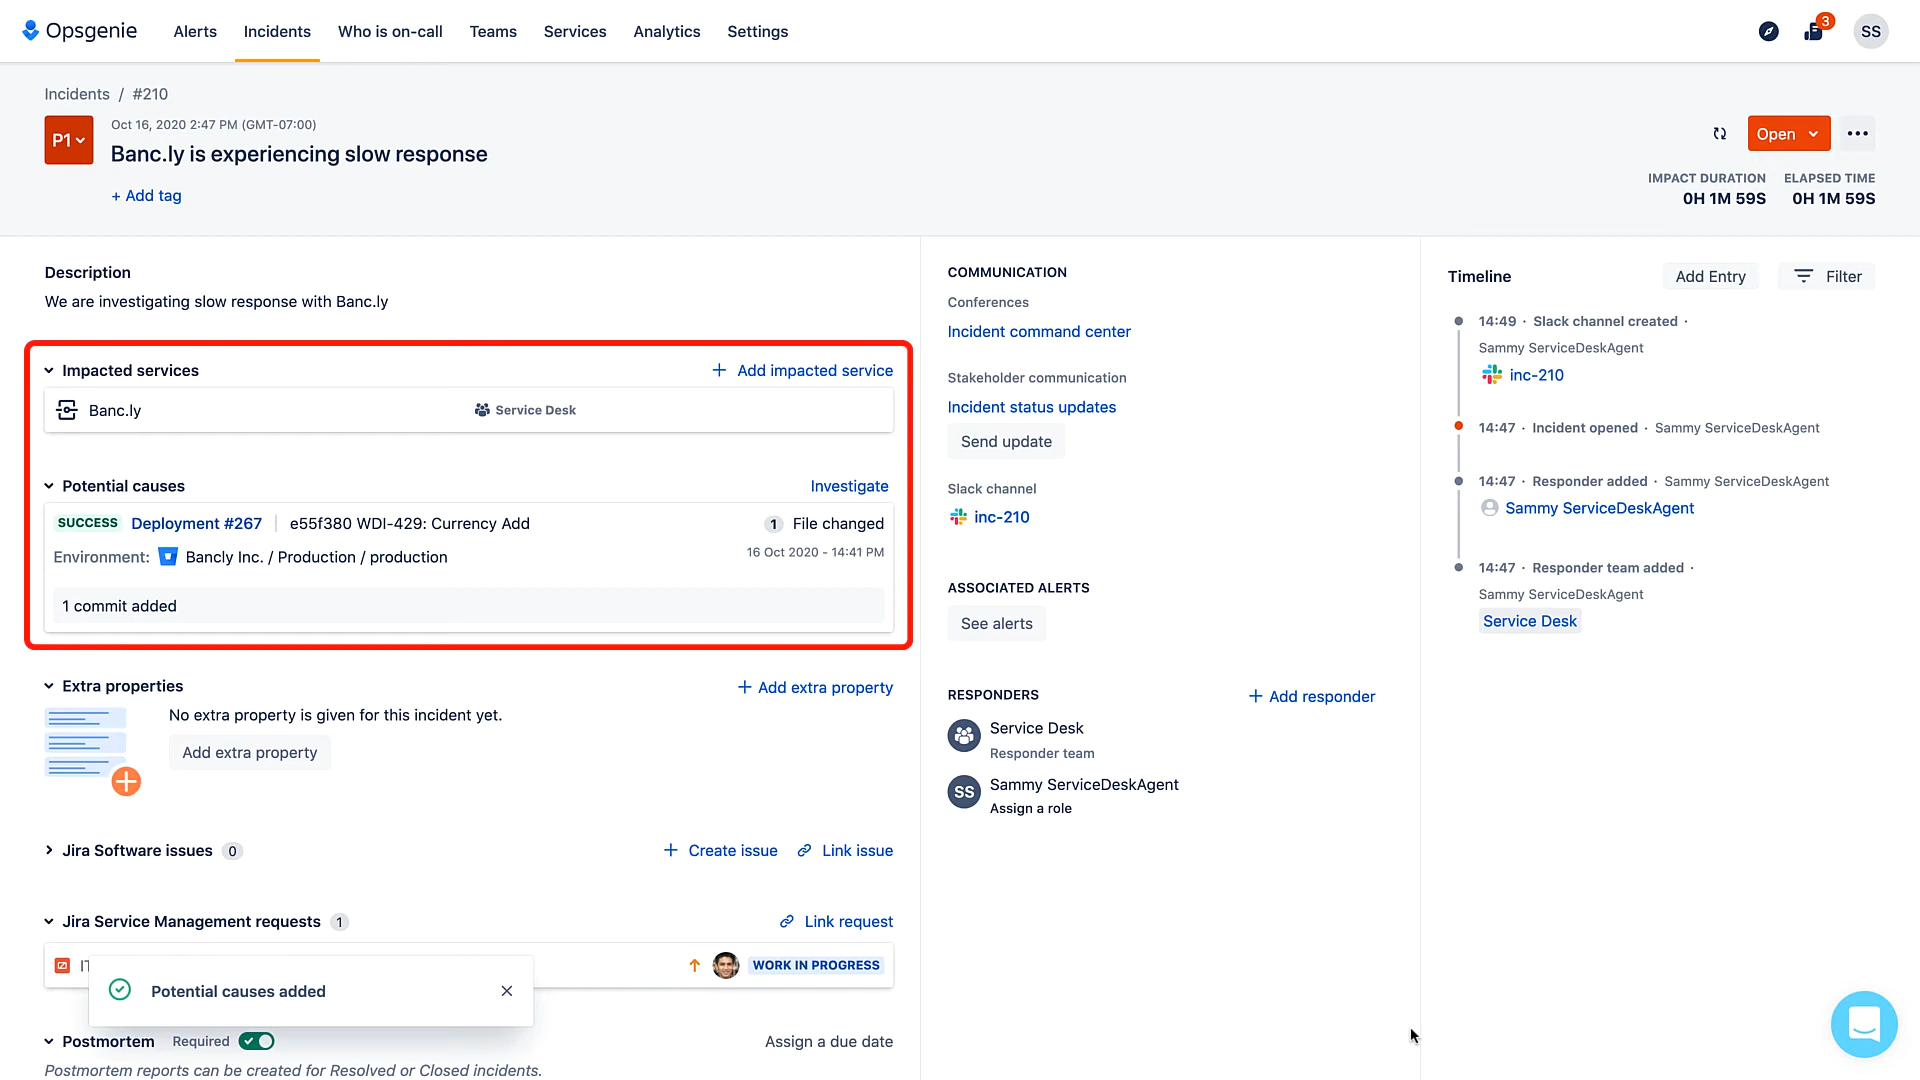 Opsgenie Alerts Incidents Who is on-call Teams Services Analytics Settings 3 SS
Incidents / #210
P1
Oct 16, 2020 2:47 PM (GMT-07:00)
Banc.ly is experiencing slow response
+ Add tag
Open
IMPACT DURATION ELAPSED TIME
0H 1M 59S 0H 1M 59S
Description
We are investigating slow response with Banc.ly
Impacted services
Add impacted service
Banc.ly Service Desk
Potential causes Investigate
SUCCESS Deployment #267 e55f380 WDI-429: Currency Add 1 File changed
Environment: Bancly Inc. / Production / production 16 Oct 2020 - 14:41 PM
1 commit added
Extra properties Add extra property
No extra property is given for this incident yet.
Add extra property
Jira Software issues 0 Create issue Link issue
Jira Service Management requests 1 Link request
WORK IN PROGRESS
Potential causes added
Postmortem Required Assign a due date
Postmortem reports can be created for Resolved or Closed incidents.
COMMUNICATION
Conferences
Incident command center
Stakeholder communication
Incident status updates
Send update
Slack channel
inc-210
ASSOCIATED ALERTS
See alerts
RESPONDERS Add responder
Service Desk
Responder team
SS Sammy ServiceDeskAgent
Assign a role
Timeline Add Entry Filter
14:49 · Slack channel created ·
Sammy ServiceDeskAgent
inc-210
14:47 · Incident opened · Sammy ServiceDeskAgent
14:47 · Responder added · Sammy ServiceDeskAgent
Sammy ServiceDeskAgent
14:47 · Responder team added ·
Sammy ServiceDeskAgent
Service Desk